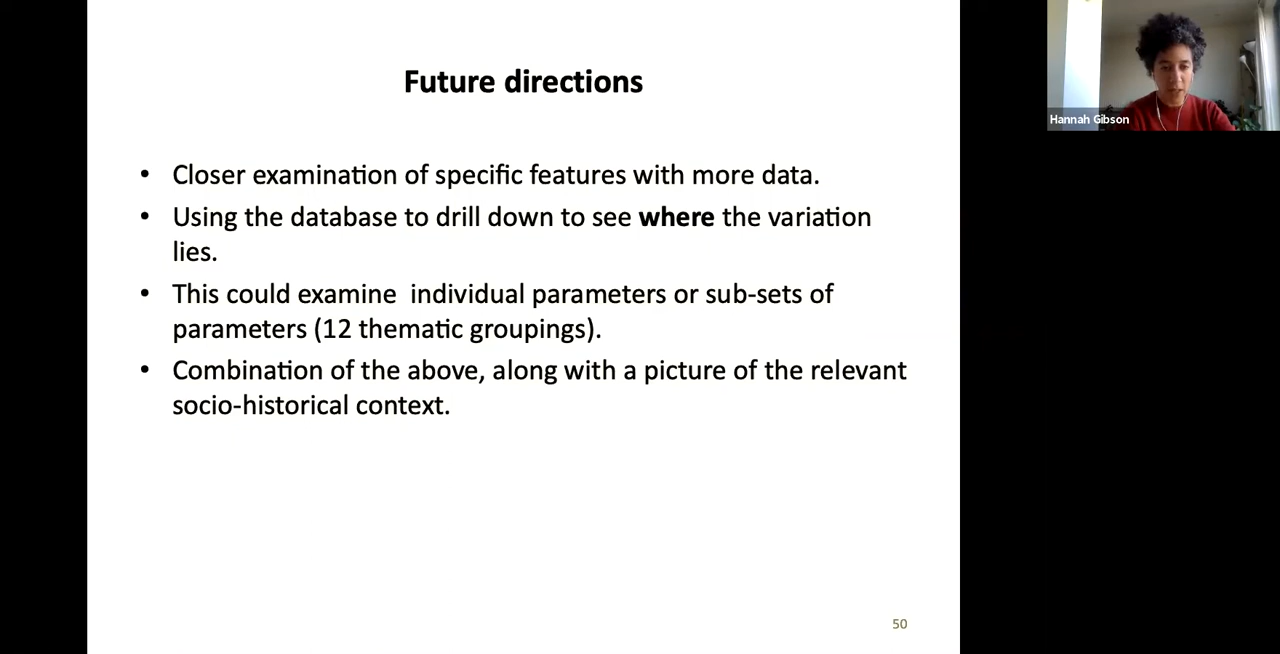 Future directions
Hannah Gibson
• Closer examination of specific features with more data.
• Using the database to drill down to see where the variation
lies.
• This could examine  individual parameters or sub-sets of
parameters (12 thematic groupings).
• Combination of the above, along with a picture of the relevant
socio-historical context.
50